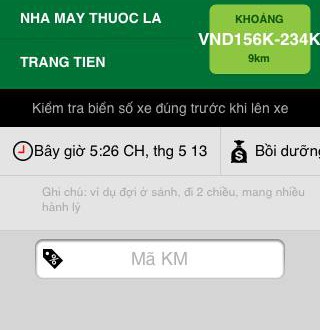 NHA MAY THUOC LA
KHOẢNG
VND156K-234K
9km
TRANG TIEN
Kiểm tra biển số xe đúng trước khi lên xe
Bây giờ 5:26 CH, thg 5 13
Bồi dưỡng
Ghi chú: ví dụ đợi ở sảnh, đi 2 chiều, mang nhiều
hành lý
Mã KM